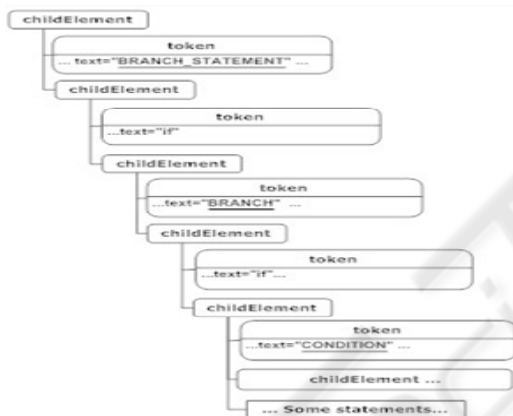 childElement
token
... text="BRANCH_STATEMENT" ...
childElement
token
...text="if"
childElement
token
...text="BRANCH" ...
childElement
token
...text="if"...
childElement
token
...text="CONDITION" ...
childElement ...
... Some statements...